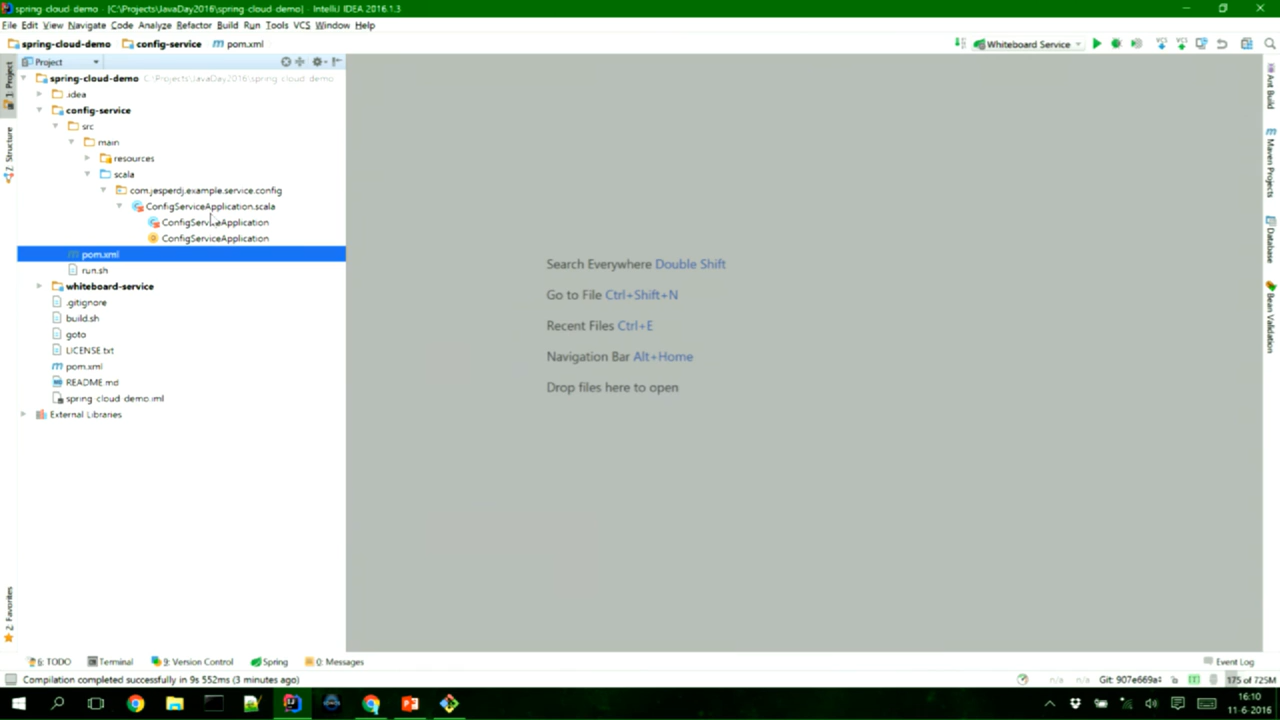 spring-cloud-demo - [C:\Projects\JavaDay2016\spring-cloud-demo] - IntelliJ IDEA 2016.1.3
File Edit View Navigate Code Analyze Refactor Build Run Tools VCS Window Help
spring-cloud-demo config-service pom.xml Whiteboard Service
Project
spring-cloud-demo C:\Projects\JavaDay2016\spring-cloud-demo
.idea
config-service
src
main
resources
scala
com.jesperdj.example.service.config
ConfigServiceApplication.scala
ConfigServiceApplication
ConfigServiceApplication
pom.xml
run.sh
whiteboard-service
.gitignore
build.sh
goto
LICENSE.txt
pom.xml
README.md
spring-cloud-demo.iml
External Libraries
Search Everywhere Double Shift
Go to File Ctrl+Shift+N
Recent Files Ctrl+E
Navigation Bar Alt+Home
Drop files here to open
1: Project
Z: Structure
2: Favorites
Ant Build
Maven Projects
Database
Bean Validation
6: TODO Terminal 9: Version Control Spring 0: Messages Event Log
Compilation completed successfully in 9s 552ms (3 minutes ago) n/a n/a Git: 907e669a 175 of 725M
16:10
11-6-2016